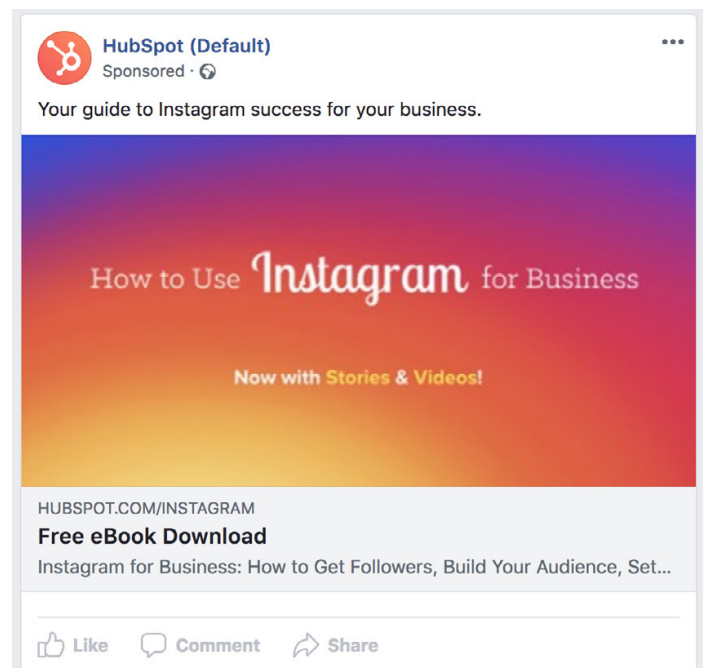 HubSpot (Default)
Sponsored ·
Your guide to Instagram success for your business.
How to Use Instagram for Business
Now with Stories & Videos!
HUBSPOT.COM/INSTAGRAM
Free eBook Download
Instagram for Business: How to Get Followers, Build Your Audience, Set...
Like Comment Share